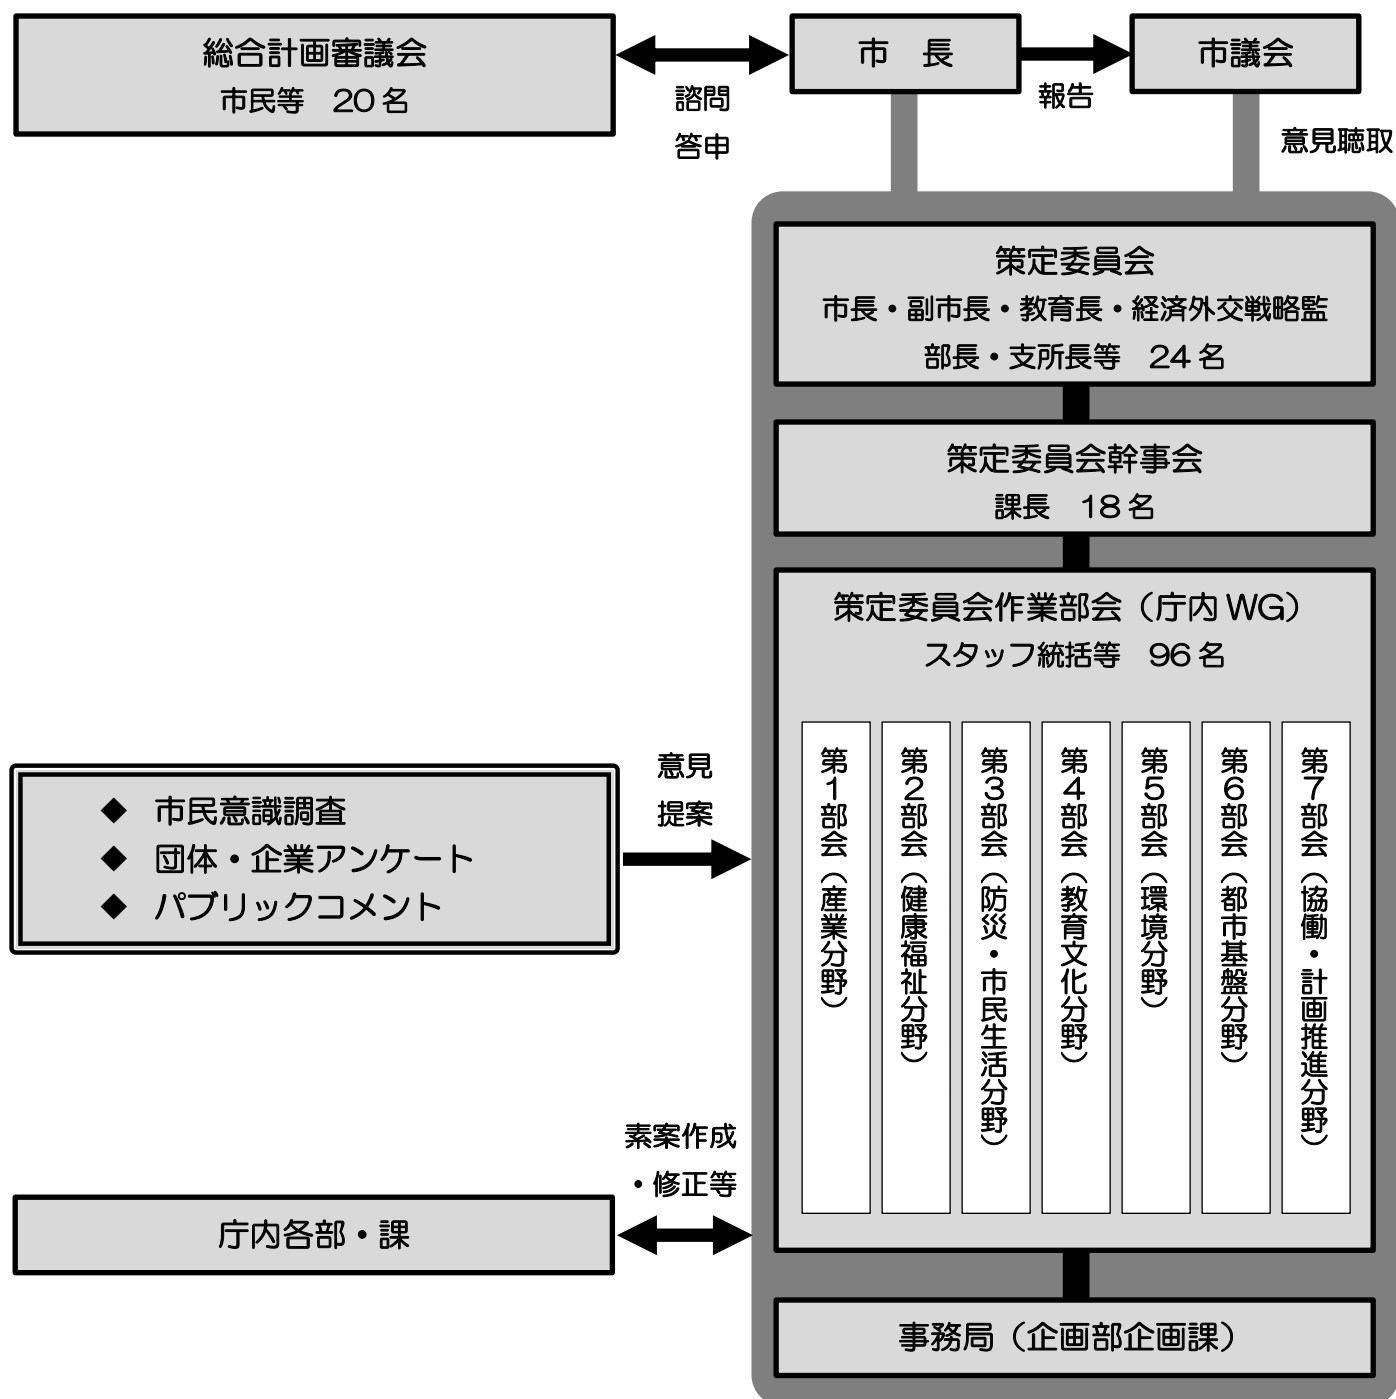 総合計画審議会
市民等　20名
諮問
答申
市　長
報告
市議会
意見聴取
策定委員会
市長・副市長・教育長・経済外交戦略監
部長・支所長等　24名
策定委員会幹事会
課長　18名
策定委員会作業部会（庁内WG）
スタッフ統括等　96名
第1部会（産業分野）
第2部会（健康福祉分野）
第3部会（防災・市民生活分野）
第4部会（教育文化分野）
第5部会（環境分野）
第6部会（都市基盤分野）
第7部会（協働・計画推進分野）
意見
提案
◆　市民意識調査
◆　団体・企業アンケート
◆　パブリックコメント
素案作成
・修正等
庁内各部・課
事務局（企画部企画課）